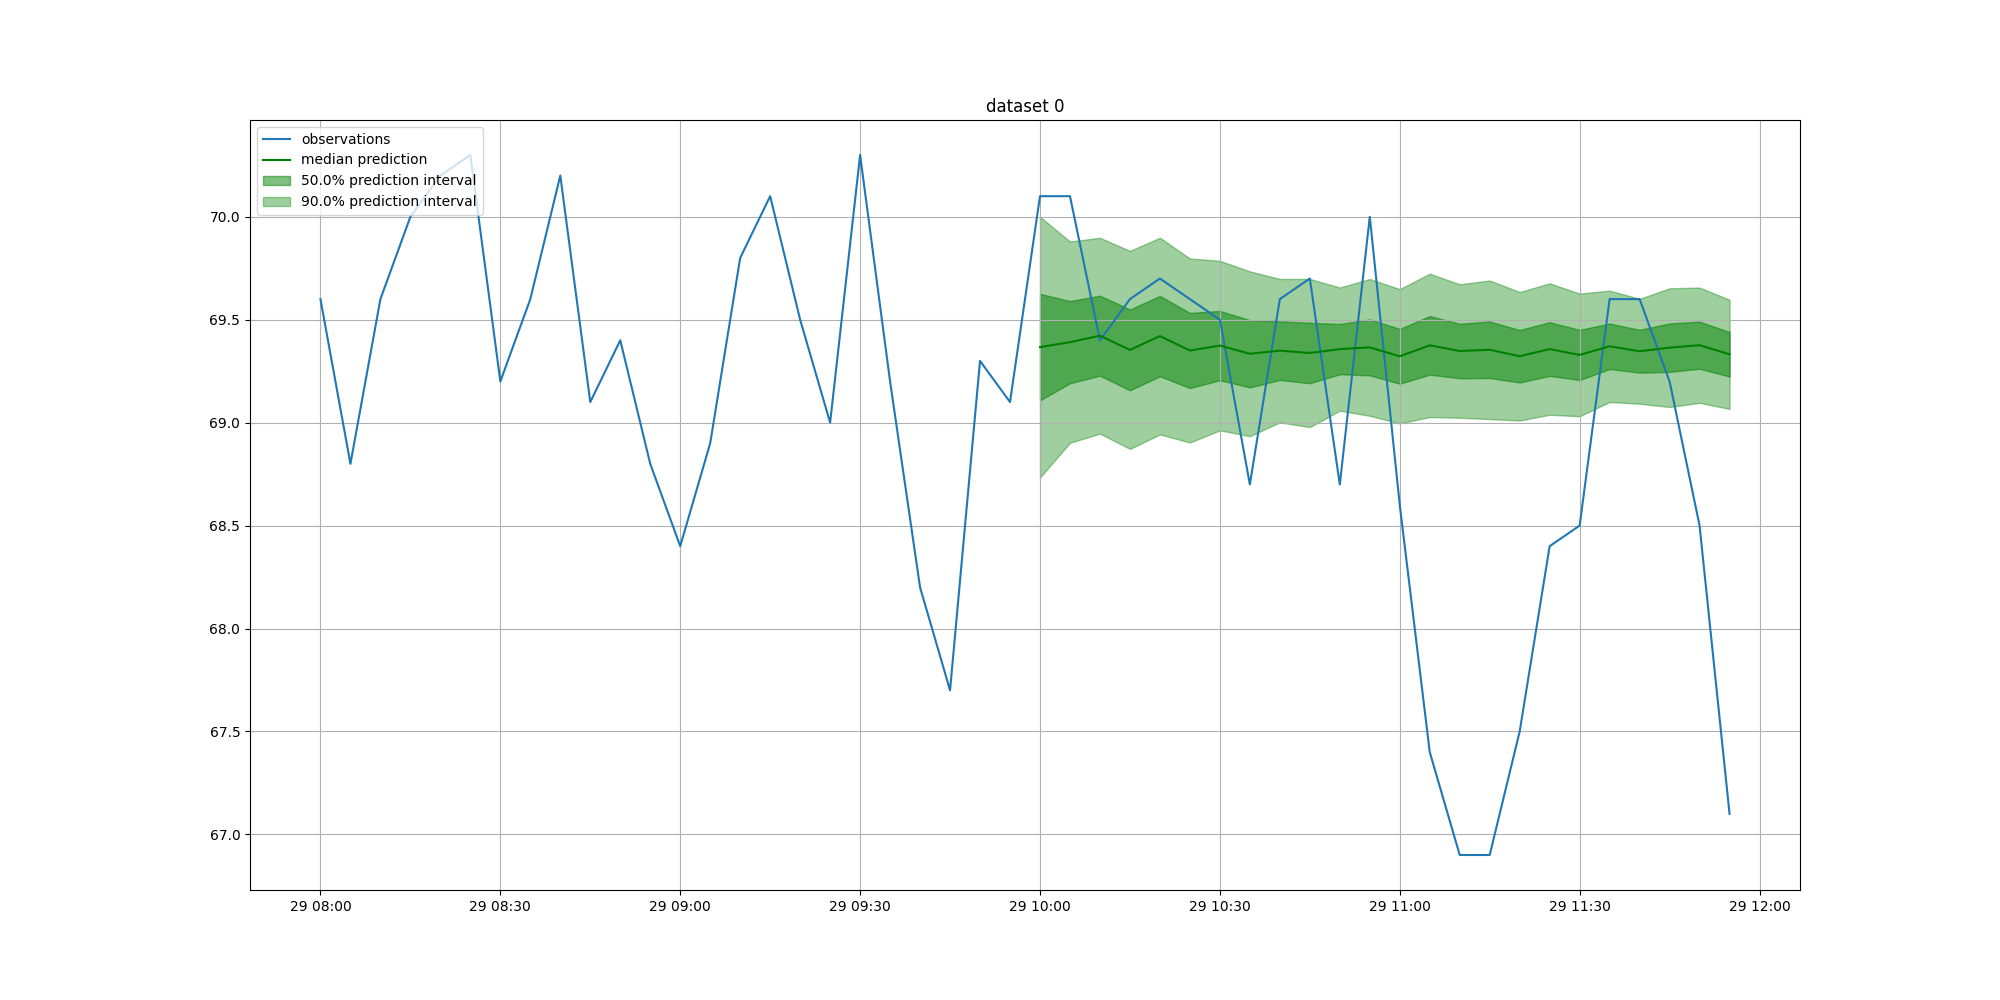 dataset 0
observations
median prediction
50.0% prediction interval
90.0% prediction interval
70.0
69.5
69.0
68.5
68.0
67.5
67.0
29 08:00 29 08:30 29 09:00 29 09:30 29 10:00 29 10:30 29 11:00 29 11:30 29 12:00